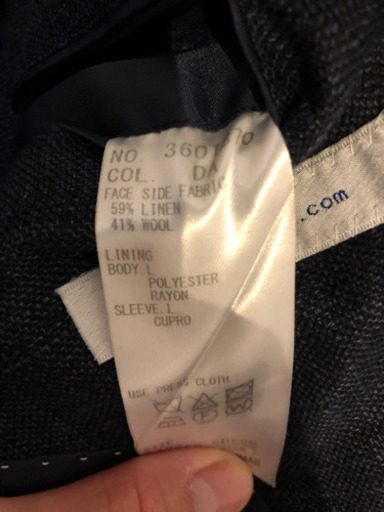 NO. 360
COL. DA
FACE SIDE FABRIC
59% LINEN
41% WOOL
LINING
BODY.L
POLYESTER
RAYON
SLEEVE.L
CUPRO
USE PRESS CLOTH
.com